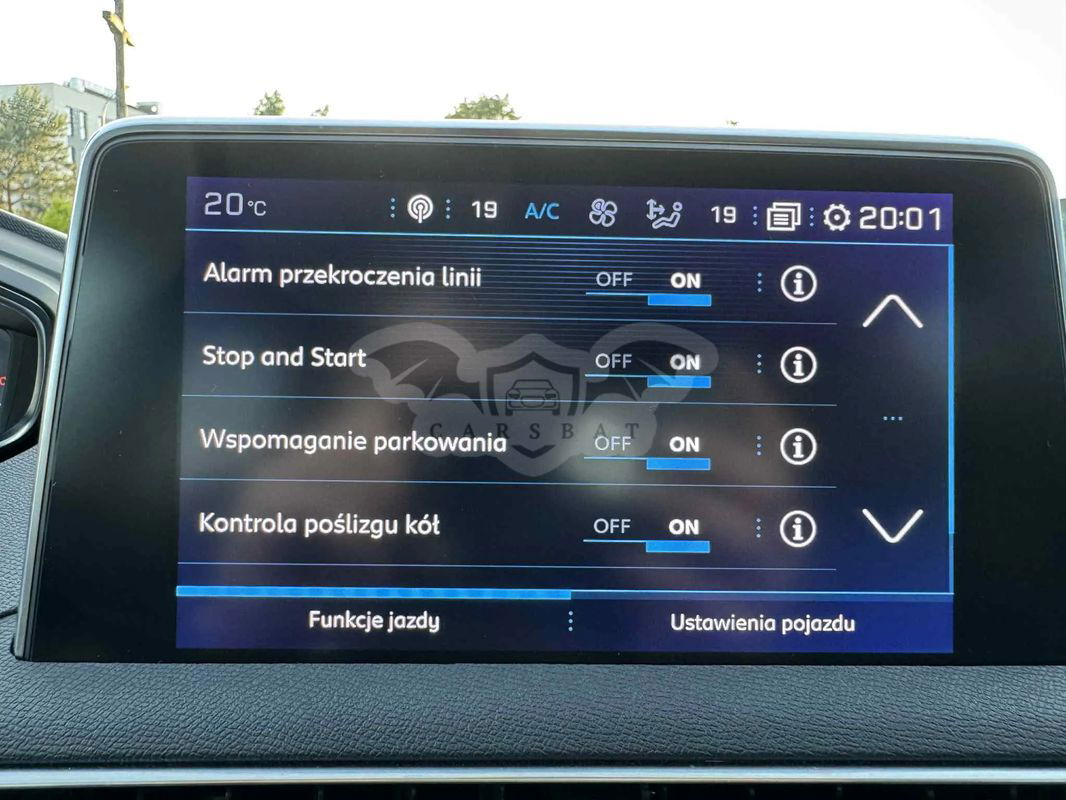 20°C 19 A/C 19 20:01
Alarm przekroczenia linii OFF ON
Stop and Start OFF ON
CARSBAT
Wspomaganie parkowania OFF ON
Kontrola poślizgu kół OFF ON
Funkcje jazdy Ustawienia pojazdu